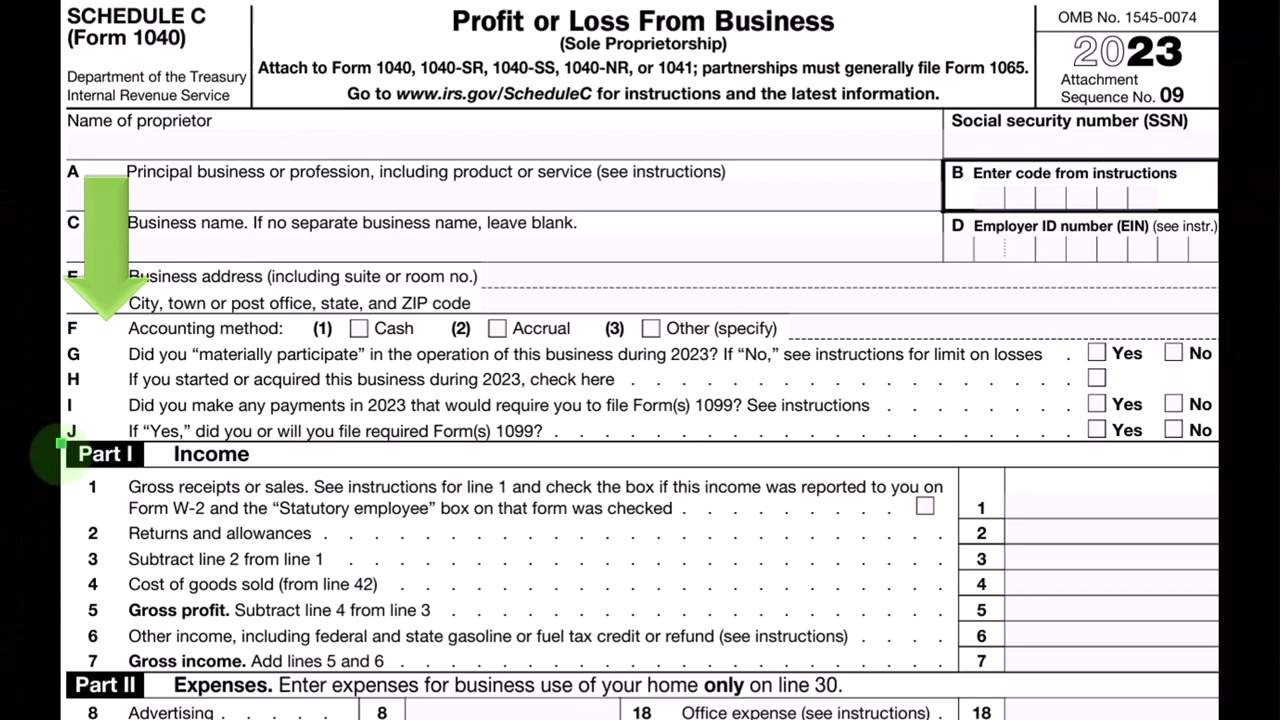 SCHEDULE C
(Form 1040)
Department of the Treasury
Internal Revenue Service
Profit or Loss From Business
(Sole Proprietorship)
Attach to Form 1040, 1040-SR, 1040-SS, 1040-NR, or 1041; partnerships must generally file Form 1065.
Go to www.irs.gov/ScheduleC for instructions and the latest information.
OMB No. 1545-0074
2023
Attachment
Sequence No. 09
Name of proprietor
Social security number (SSN)
A Principal business or profession, including product or service (see instructions)
B Enter code from instructions
C Business name. If no separate business name, leave blank.
D Employer ID number (EIN) (see instr.)
E Business address (including suite or room no.)
City, town or post office, state, and ZIP code
F Accounting method: (1) Cash (2) Accrual (3) Other (specify)
G Did you “materially participate” in the operation of this business during 2023? If “No,” see instructions for limit on losses . Yes No
H If you started or acquired this business during 2023, check here . . . . . . . . . . . . . . . . .
I Did you make any payments in 2023 that would require you to file Form(s) 1099? See instructions . . . . . . . Yes No
J If “Yes,” did you or will you file required Form(s) 1099? . . . . . . . . . . . . . . . . . . . . Yes No
Part I Income
1 Gross receipts or sales. See instructions for line 1 and check the box if this income was reported to you on
Form W-2 and the “Statutory employee” box on that form was checked . . . . . . . . . 1
2 Returns and allowances . . . . . . . . . . . . . . . . . . . . . . . . . 2
3 Subtract line 2 from line 1 . . . . . . . . . . . . . . . . . . . . . . . . 3
4 Cost of goods sold (from line 42) . . . . . . . . . . . . . . . . . . . . . . 4
5 Gross profit. Subtract line 4 from line 3 . . . . . . . . . . . . . . . . . . . . 5
6 Other income, including federal and state gasoline or fuel tax credit or refund (see instructions) . . . . 6
7 Gross income. Add lines 5 and 6 . . . . . . . . . . . . . . . . . . . . . . 7
Part II Expenses. Enter expenses for business use of your home only on line 30.
8 Advertising . . . . . 8
18 Office expense (see instructions) . 18